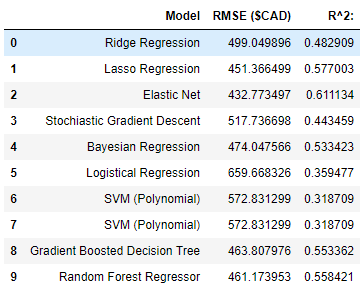 Model RMSE ($CAD) R^2:
0 Ridge Regression 499.049896 0.482909
1 Lasso Regression 451.366499 0.577003
2 Elastic Net 432.773497 0.611134
3 Stochiastic Gradient Descent 517.736698 0.443459
4 Bayesian Regression 474.047566 0.533423
5 Logistical Regression 659.668326 0.359477
6 SVM (Polynomial) 572.831299 0.318709
7 SVM (Polynomial) 572.831299 0.318709
8 Gradient Boosted Decision Tree 463.807976 0.553362
9 Random Forest Regressor 461.173953 0.558421